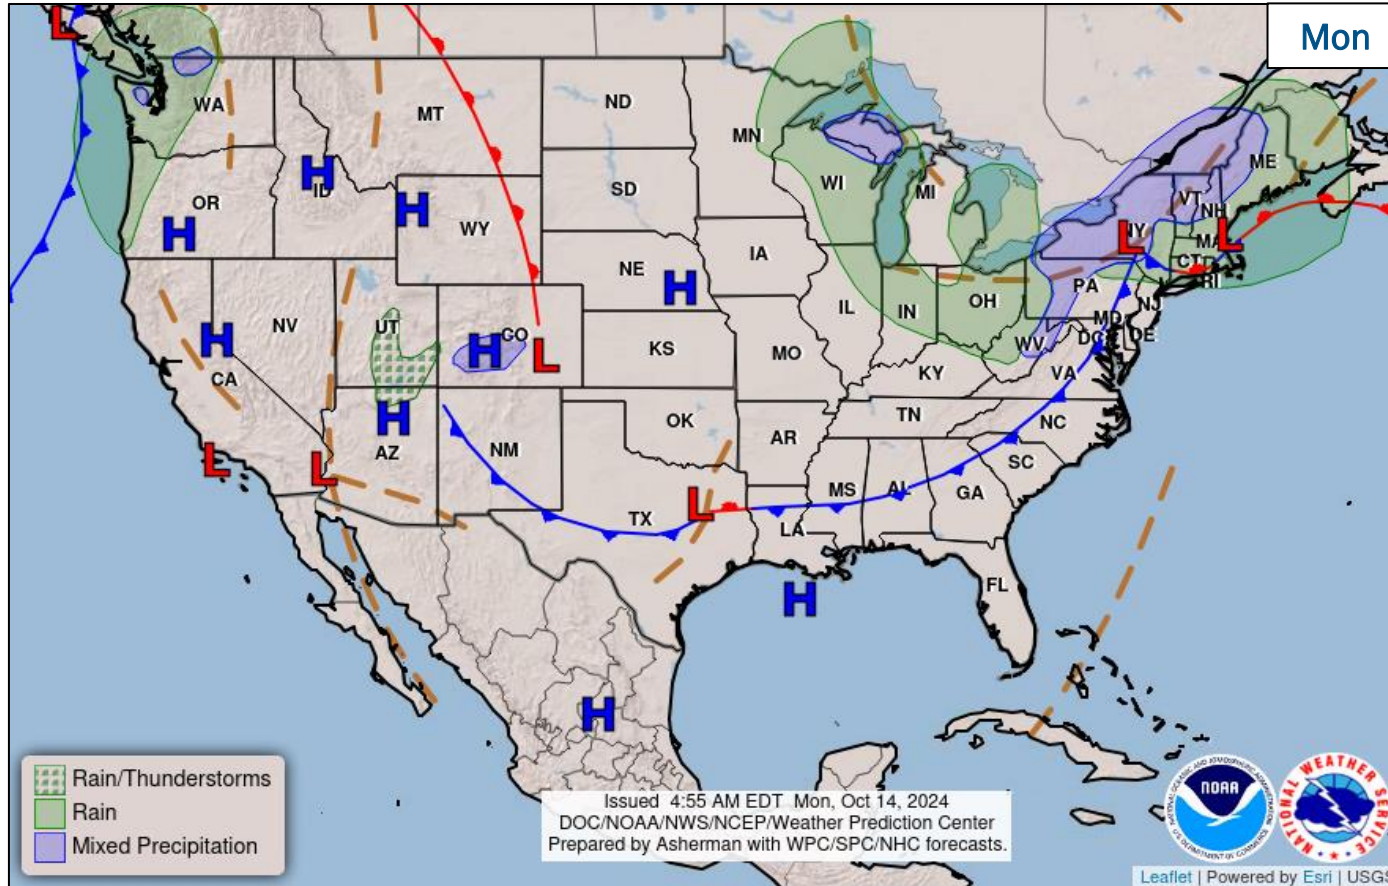 Mon
L
WA
MT
ND
MN
ME
H
ID
H
SD
WI
MI
VT
NH
OR
H
WY
NY
L
L
MA
IA
CT
RI
NE
H
PA
NJ
UT
NV
H
CO
H
L
IL
IN
OH
MD
DC
DE
WV
KS
MO
KY
VA
CA
H
AZ
NM
OK
AR
TN
NC
SC
L
L
TX
L
MS
AL
GA
LA
H
FL
H
Rain/Thunderstorms
Rain
Mixed Precipitation
Issued 4:55 AM EDT Mon, Oct 14, 2024
DOC/NOAA/NWS/NCEP/Weather Prediction Center
Prepared by Asherman with WPC/SPC/NHC forecasts.
NOAA
NATIONAL WEATHER SERVICE
Leaflet | Powered by Esri | USGS